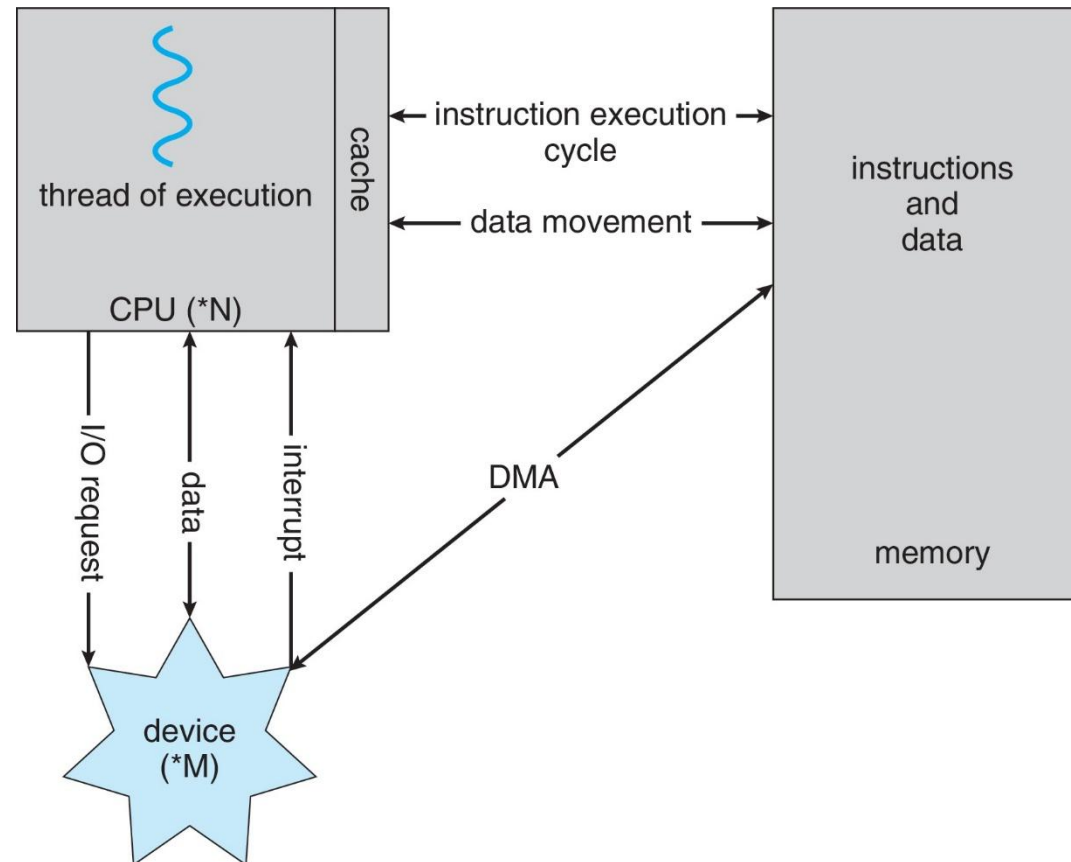 thread of execution
CPU (*N)
cache
instruction execution
cycle
data movement
instructions
and
data
memory
I/O request
data
interrupt
DMA
device
(*M)